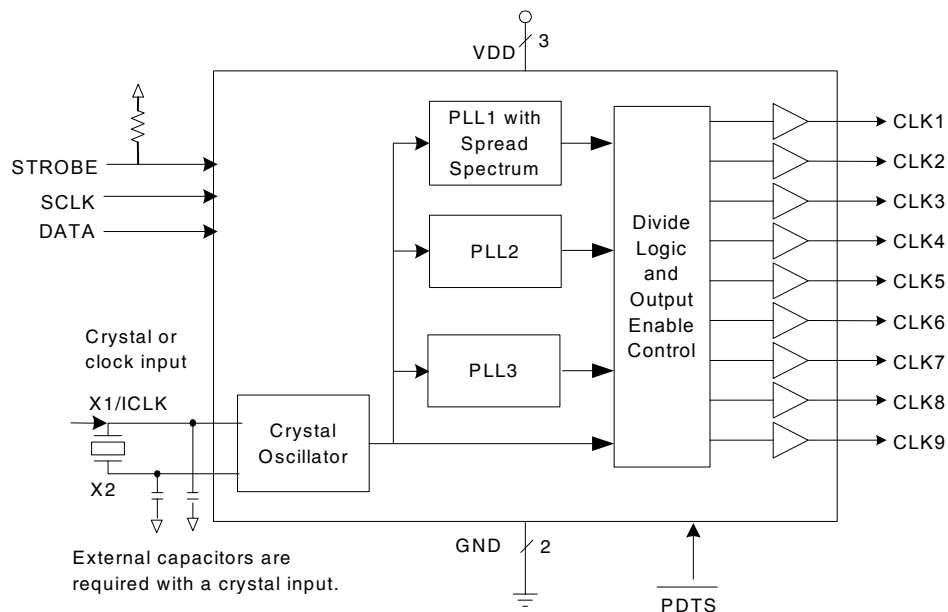 VDD
3
STROBE
SCLK
DATA
PLL1 with
Spread
Spectrum
PLL2
PLL3
Divide
Logic
and
Output
Enable
Control
CLK1
CLK2
CLK3
CLK4
CLK5
CLK6
CLK7
CLK8
CLK9
Crystal or
clock input
X1/ICLK
X2
Crystal
Oscillator
External capacitors are
required with a crystal input.
GND
2
PDTS